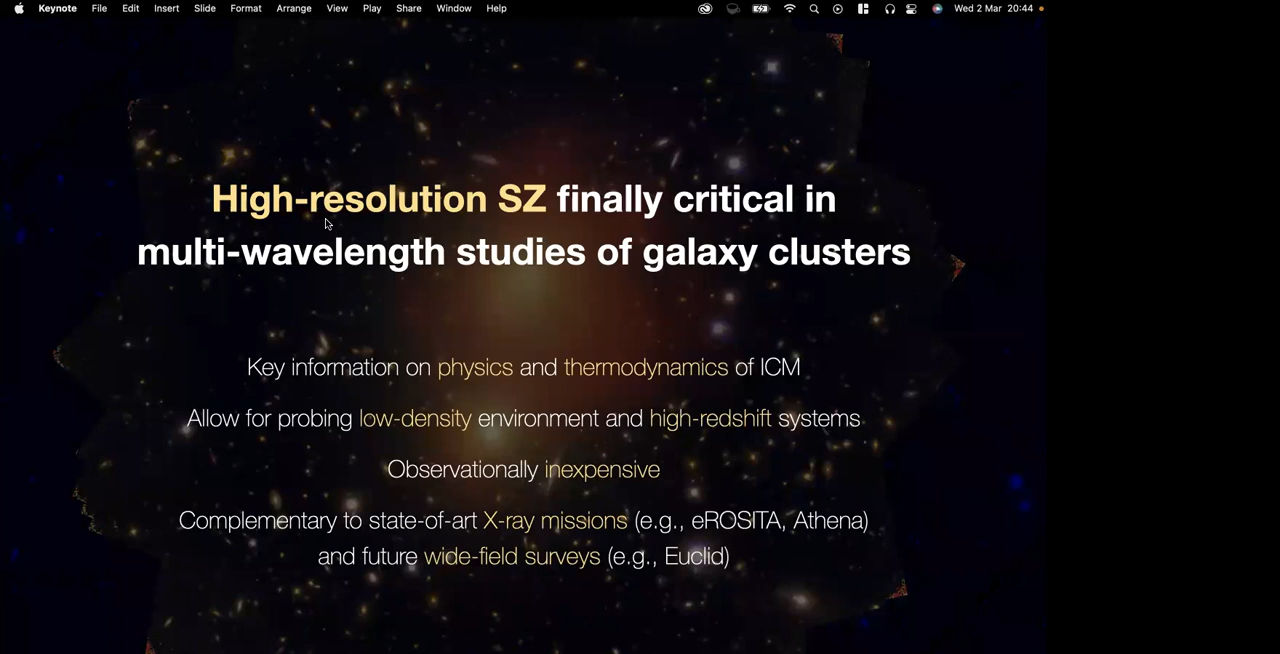 Keynote File Edit Insert Slide Format Arrange View Play Share Window Help Wed 2 Mar 20:44
High-resolution SZ finally critical in
multi-wavelength studies of galaxy clusters
Key information on physics and thermodynamics of ICM
Allow for probing low-density environment and high-redshift systems
Observationally inexpensive
Complementary to state-of-art X-ray missions (e.g., eROSITA, Athena)
and future wide-field surveys (e.g., Euclid)